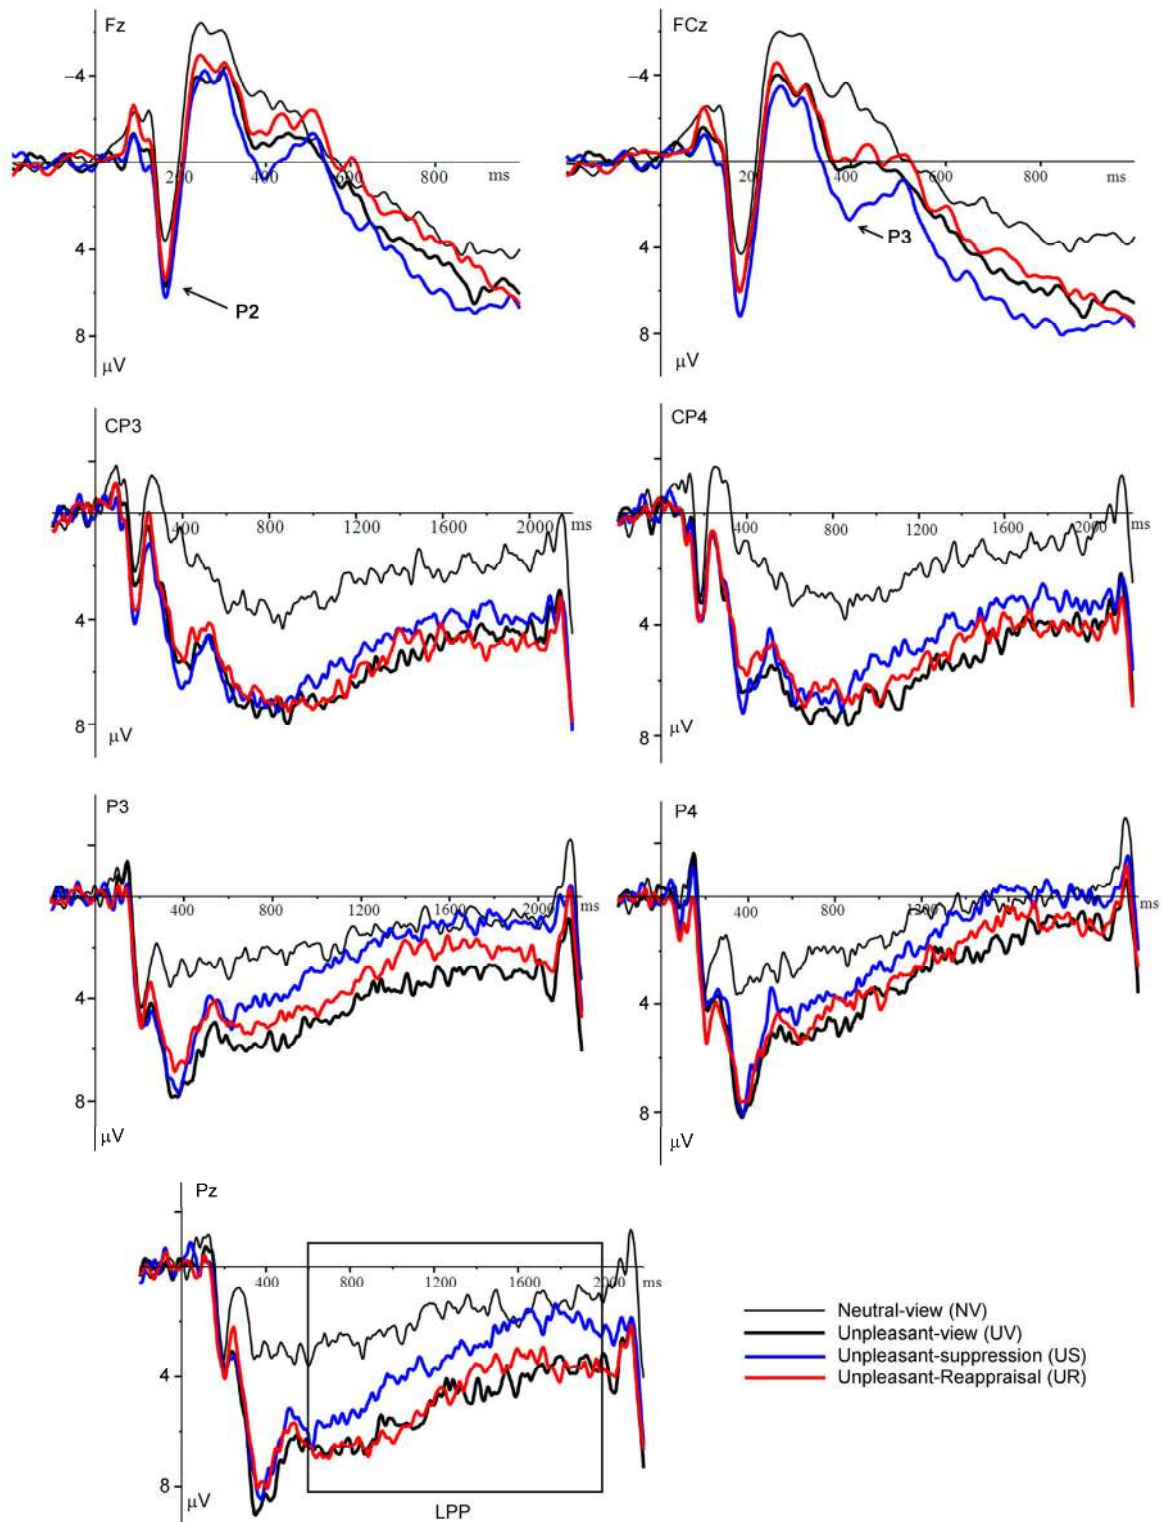 Fz
FCz
−4
−4
200
400
600
800
ms
200
400
600
800
ms
P3
4
4
P2
8
8
µV
µV
CP3
CP4
400
800
1200
1600
2000
ms
400
800
1200
1600
2000
ms
4
4
8
8
µV
µV
P3
P4
400
800
1200
1600
2000
ms
400
800
1200
ms
4
4
8
8
µV
µV
Pz
400
800
1200
1600
2000
ms
4
8
µV
LPP
Neutral-view (NV)
Unpleasant-view (UV)
Unpleasant-suppression (US)
Unpleasant-Reappraisal (UR)